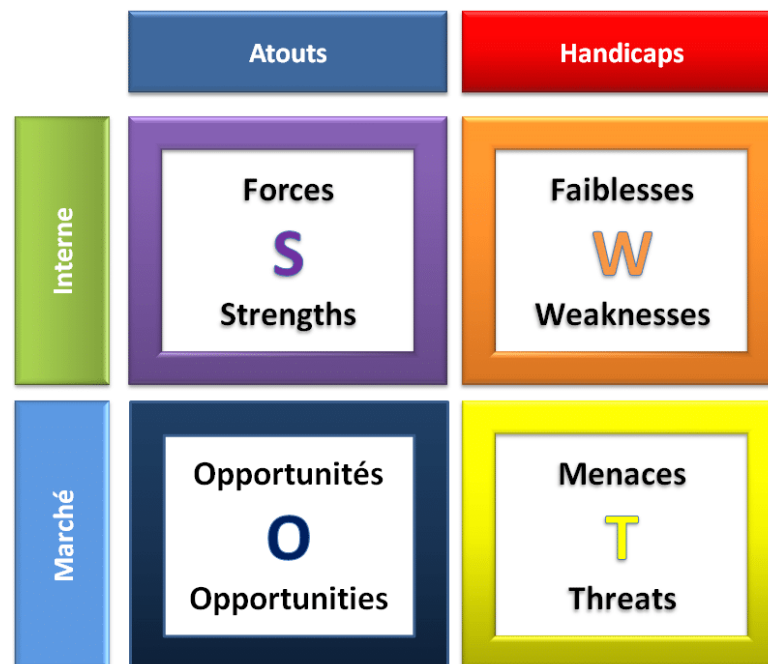 Atouts
Handicaps
Interne
Forces
S
Strengths
Faiblesses
W
Weaknesses
Marché
Opportunités
O
Opportunities
Menaces
T
Threats